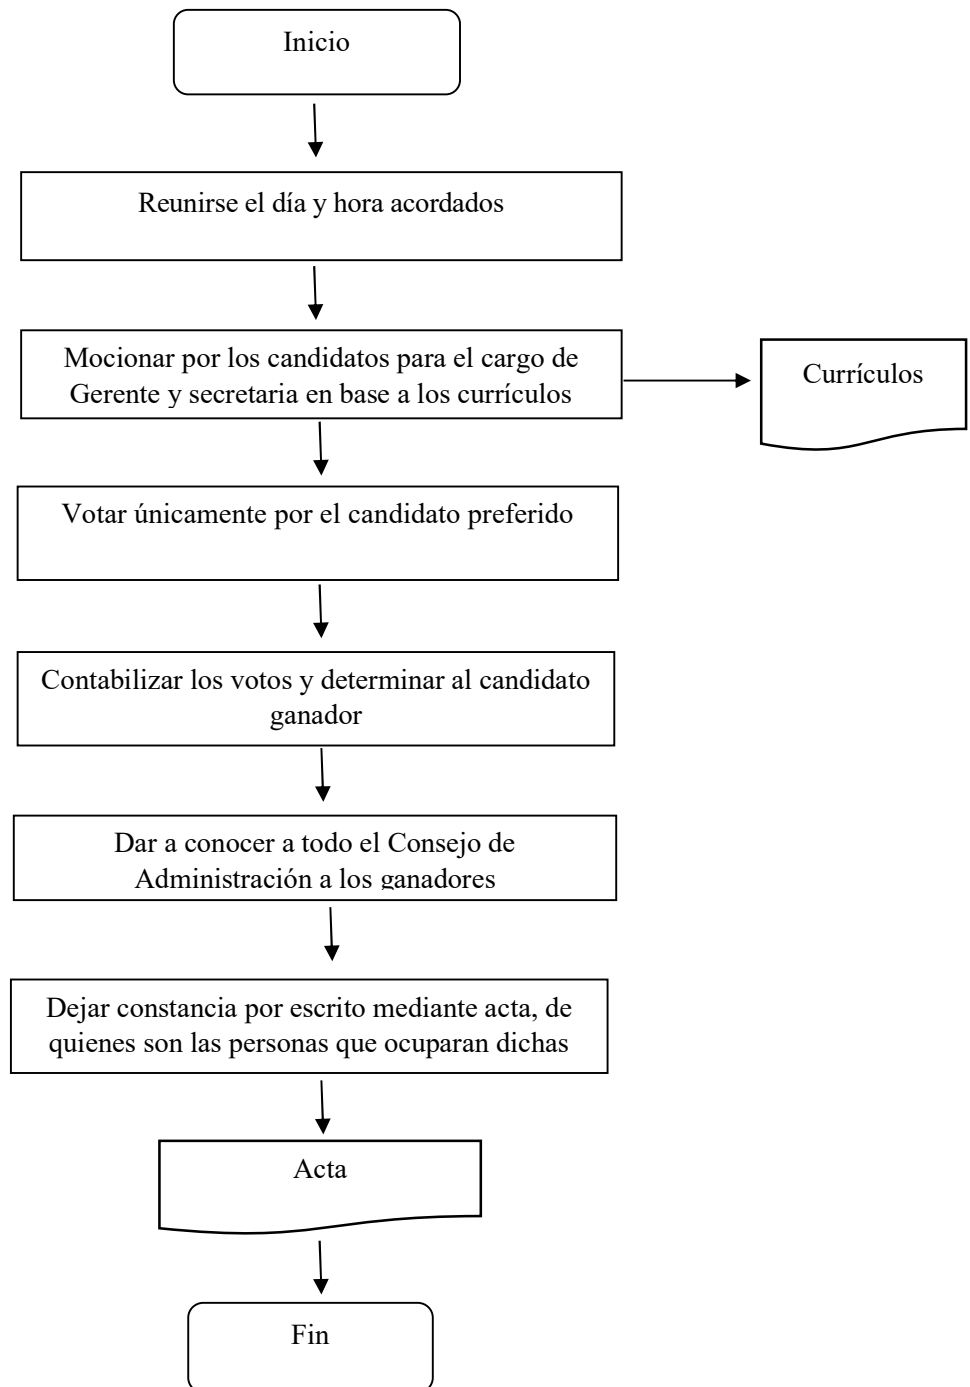 Inicio
Reunirse el día y hora acordados
Mocionar por los candidatos para el cargo de
Gerente y secretaria en base a los currículos
Currículos
Votar únicamente por el candidato preferido
Contabilizar los votos y determinar al candidato
ganador
Dar a conocer a todo el Consejo de
Administración a los ganadores
Dejar constancia por escrito mediante acta, de
quienes son las personas que ocuparan dichas
Acta
Fin